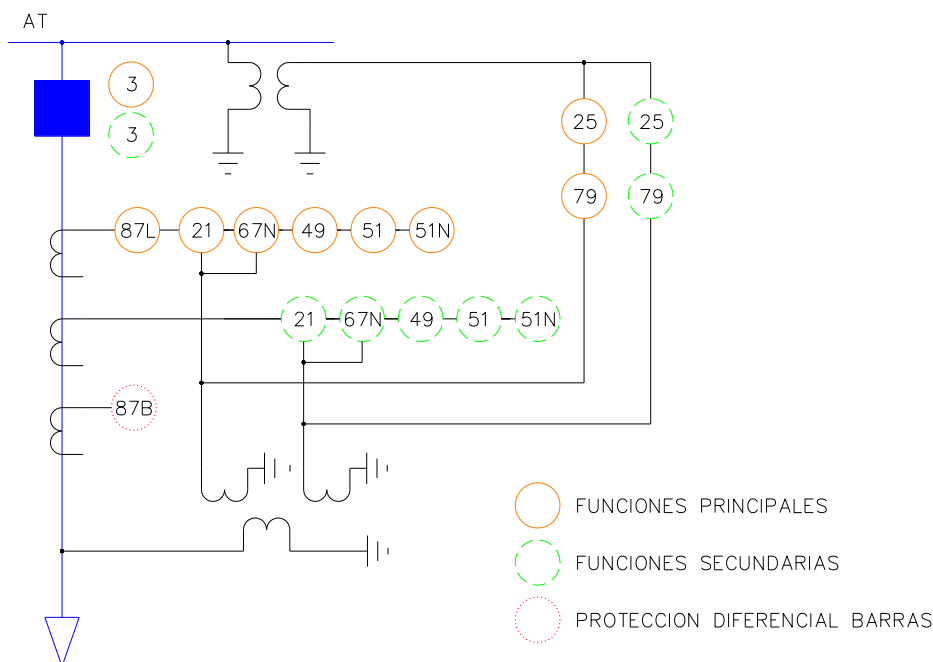 AT
3
3
25 25
79 79
87L 21 67N 49 51 51N
21 67N 49 51 51N
87B
FUNCIONES PRINCIPALES
FUNCIONES SECUNDARIAS
PROTECCION DIFERENCIAL BARRAS